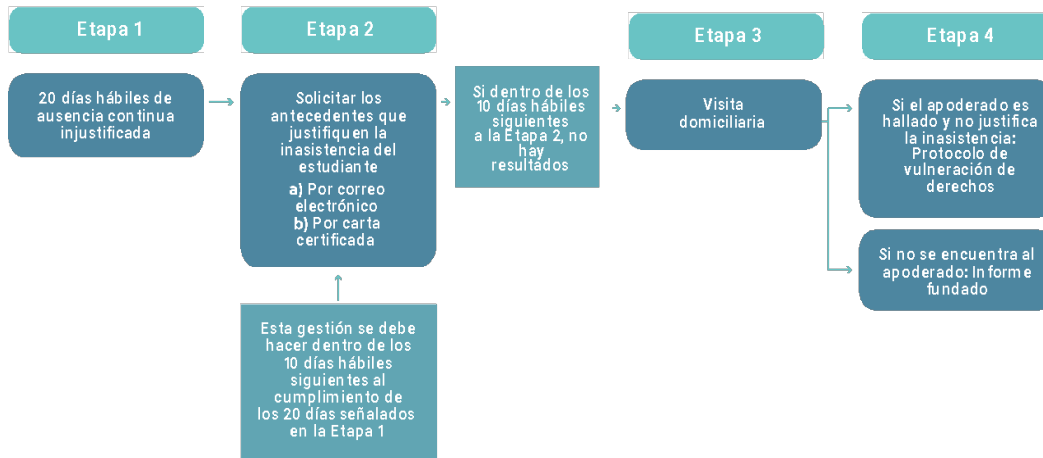 Etapa 1
20 días hábiles de
ausencia continua
injustificada
Etapa 2
Solicitar los
antecedentes que
justifiquen la
inasistencia del
estudiante
a) Por correo
electrónico
b) Por carta
certificada
Esta gestión se debe
hacer dentro de los
10 días hábiles
siguientes al
cumplimiento de
los 20 días señalados
en la Etapa 1
Si dentro de los
10 días hábiles
siguientes
a la Etapa 2, no
hay
resultados
Etapa 3
Visita
domiciliaria
Etapa 4
Si el apoderado es
hallado y no justifica
la inasistencia:
Protocolo de
vulneración de
derechos
Si no se encuentra al
apoderado: Informe
fundado